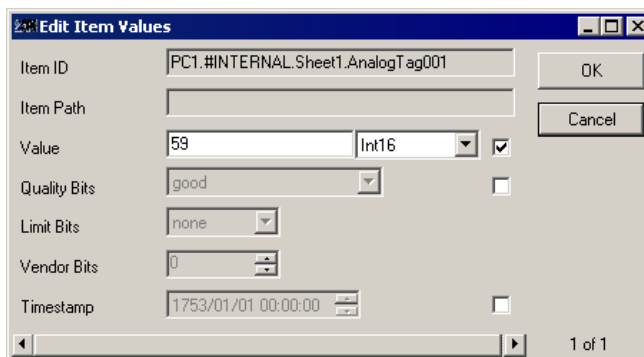 Edit Item Values
Item ID PC1.#INTERNAL.Sheet1.AnalogTag001 OK
Item Path
Cancel
Value 59 Int16
Quality Bits good
Limit Bits none
Vendor Bits 0
Timestamp 1753/01/01 00:00:00
1 of 1